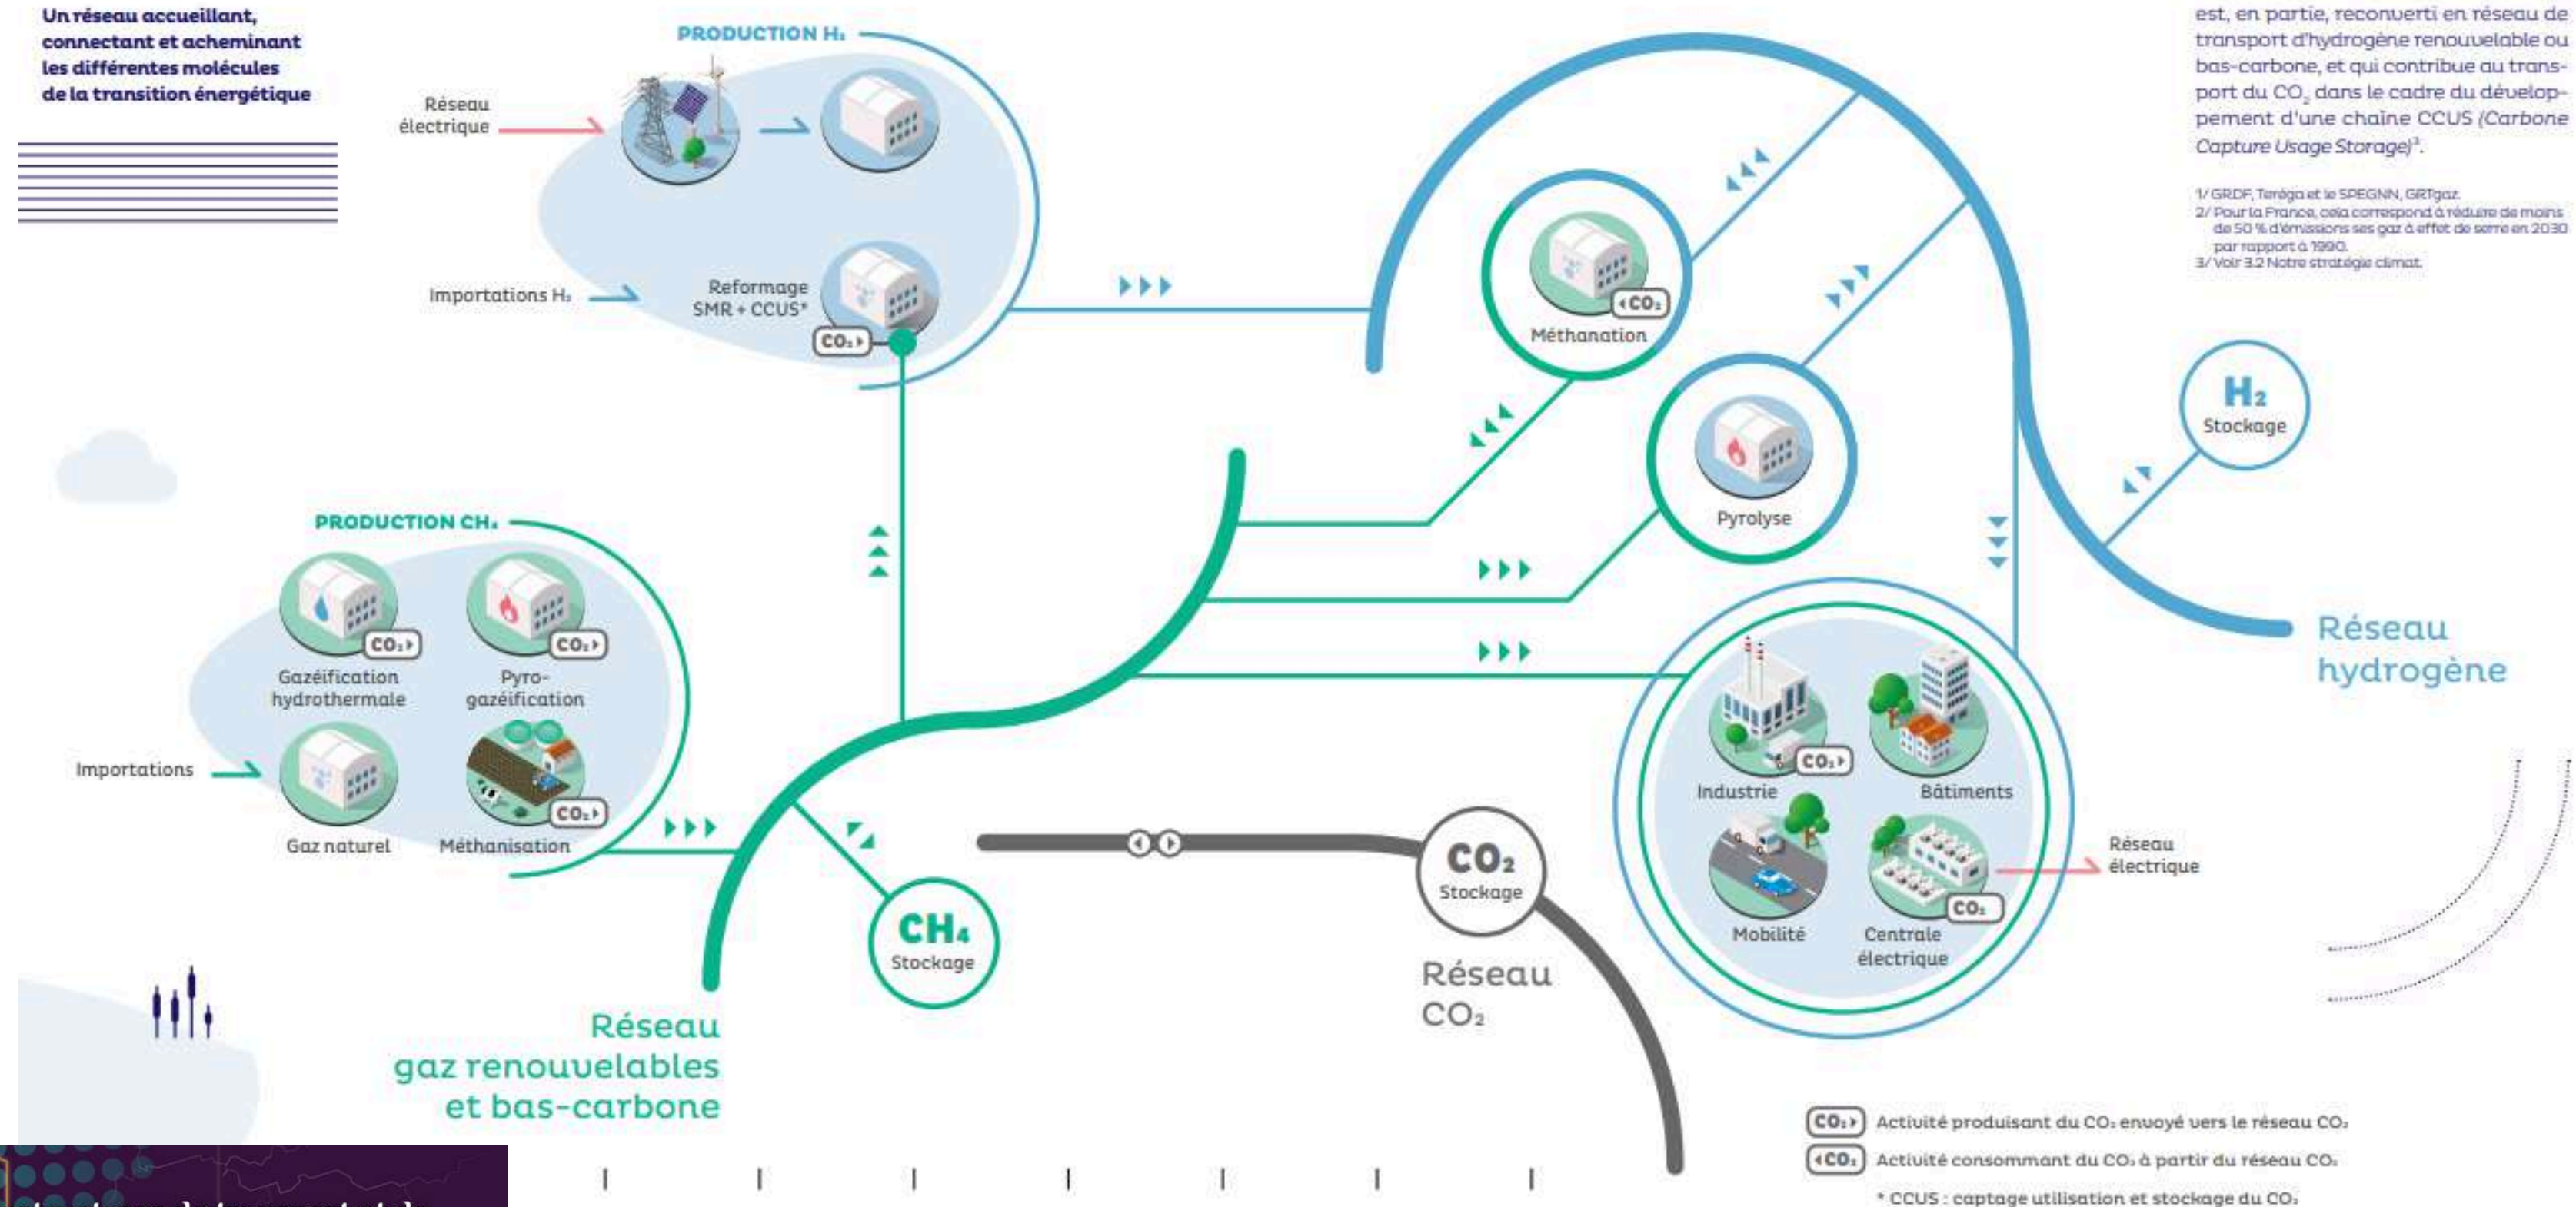 Un réseau accueillant,
connectant et acheminant
les différentes molécules
de la transition énergétique
PRODUCTION H₂
Réseau
électrique
Importations H₂
Reformage
SMR + CCUS*
CO₂
Méthanation
CO₂
Pyrolyse
est, en partie, reconverti en réseau de
transport d'hydrogène renouvelable ou
bas-carbone, et qui contribue au trans-
port du CO₂ dans le cadre du dévelop-
pement d'une chaîne CCUS (Carbone
Capture Usage Storage)³.
1/ GRDF, Teréga et le SPEGNN, GRTgaz.
2/ Pour la France, cela correspond à réduire de moins
de 50 % d'émissions ses gaz à effet de serre en 2030
par rapport à 1990.
3/ Voir 3.2 Notre stratégie climat.
H₂
Stockage
Réseau
hydrogène
PRODUCTION CH₄
CO₂
Gazéification
hydrothermale
CO₂
Pyro-
gazéification
Importations
Gaz naturel
CO₂
Méthanisation
CH₄
Stockage
Réseau
gaz renouvelables
et bas-carbone
CO₂
Stockage
Réseau
CO₂
CO₂
Industrie
Bâtiments
Mobilité
CO₂
Centrale
électrique
Réseau
électrique
CO₂ Activité produisant du CO₂ envoyé vers le réseau CO₂
CO₂ Activité consommant du CO₂ à partir du réseau CO₂
* CCUS : captage utilisation et stockage du CO₂